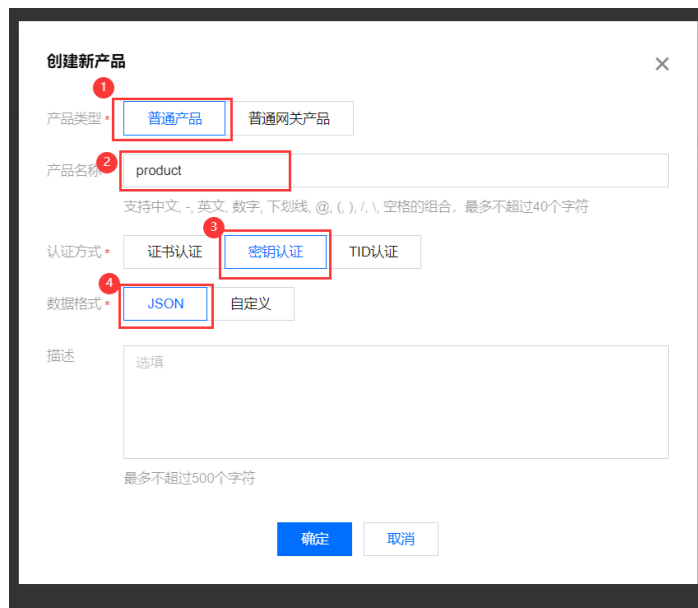 创建新产品
1
产品类型 * 普通产品 普通网关产品
产品名称 2 product
支持中文, -, 英文, 数字, 下划线, @, (, ), /, \, 空格的组合，最多不超过40个字符
3
认证方式 * 证书认证 密钥认证 TID认证
4
数据格式 * JSON 自定义
描述 选填
最多不超过500个字符
确定 取消